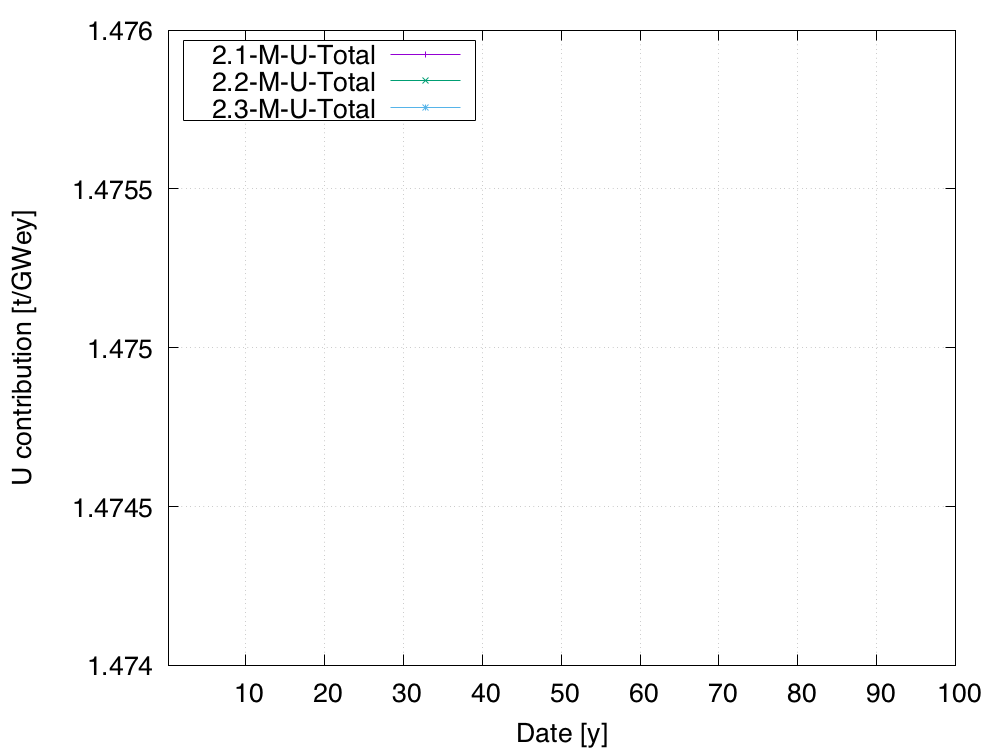 1.476
2.1-M-U-Total
2.2-M-U-Total
2.3-M-U-Total
1.4755
1.475
1.4745
1.474
U contribution [t/GWey]
10 20 30 40 50 60 70 80 90 100
Date [y]